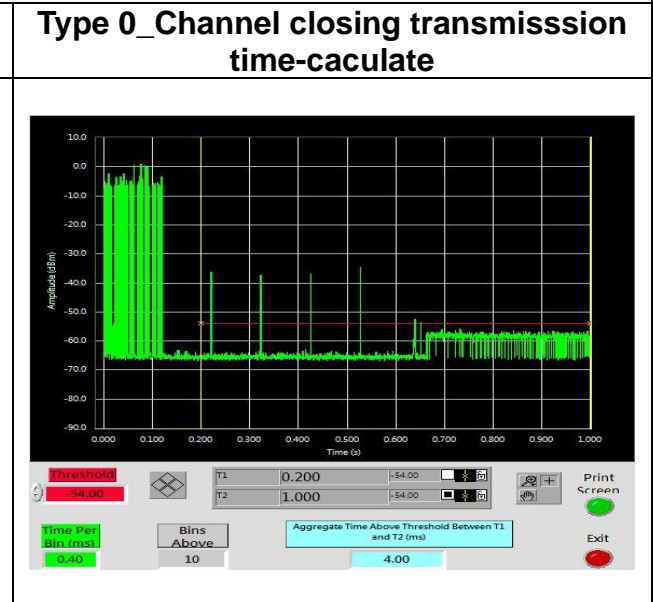 Type 0_Channel closing transmisssion
time-caculate
10.0
0.0
-10.0
-20.0
-30.0
-40.0
-50.0
-60.0
-70.0
-80.0
-90.0
Amplitude (dBm)
0.000 0.100 0.200 0.300 0.400 0.500 0.600 0.700 0.800 0.900 1.000
Time (s)
Threshold
-54.00
T1 0.200 -54.00
T2 1.000 -54.00
Print
Screen
Time Per
Bin (ms)
0.40
Bins
Above
10
Aggregate Time Above Threshold Between T1
and T2 (ms)
4.00
Exit